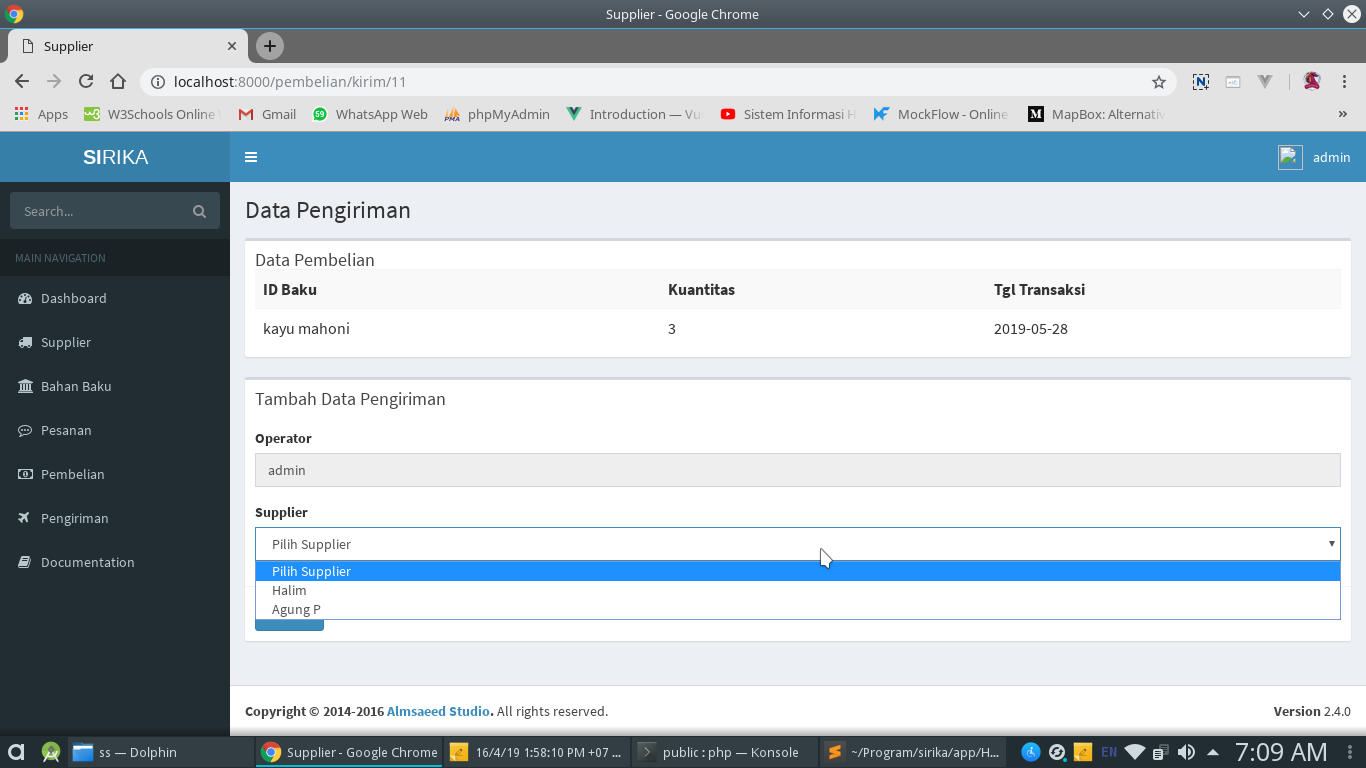 Supplier - Google Chrome
Supplier
localhost:8000/pembelian/kirim/11
Apps W3Schools Online Gmail 59 WhatsApp Web PMA phpMyAdmin Introduction — Vu Sistem Informasi MockFlow - Online M MapBox: Alternativ »
SIRIKA
admin
Search...
MAIN NAVIGATION
Dashboard
Supplier
Bahan Baku
Pesanan
Pembelian
Pengiriman
Documentation
Data Pengiriman
Data Pembelian
ID Baku Kuantitas Tgl Transaksi
kayu mahoni 3 2019-05-28
Tambah Data Pengiriman
Operator
admin
Supplier
Pilih Supplier
Pilih Supplier
Halim
Agung P
Copyright © 2014-2016 Almsaeed Studio. All rights reserved.
Version 2.4.0
ss — Dolphin Supplier - Google Chrome 16/4/19 1:58:10 PM +07 ... public : php — Konsole ~/Program/sirika/app/H... EN 7:09 AM